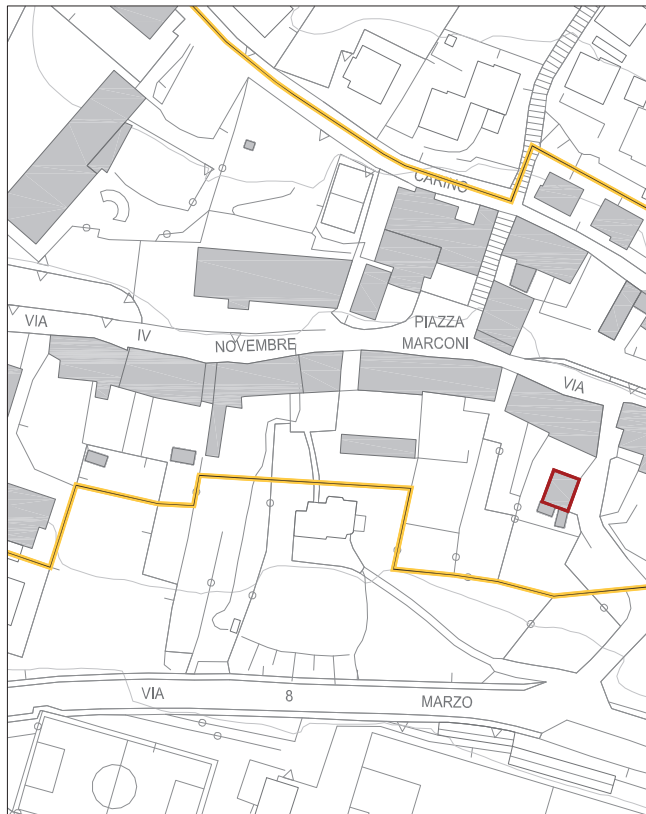 CARINO
VIA IV NOVEMBRE
PIAZZA
MARCONI
VIA
VIA 8 MARZO